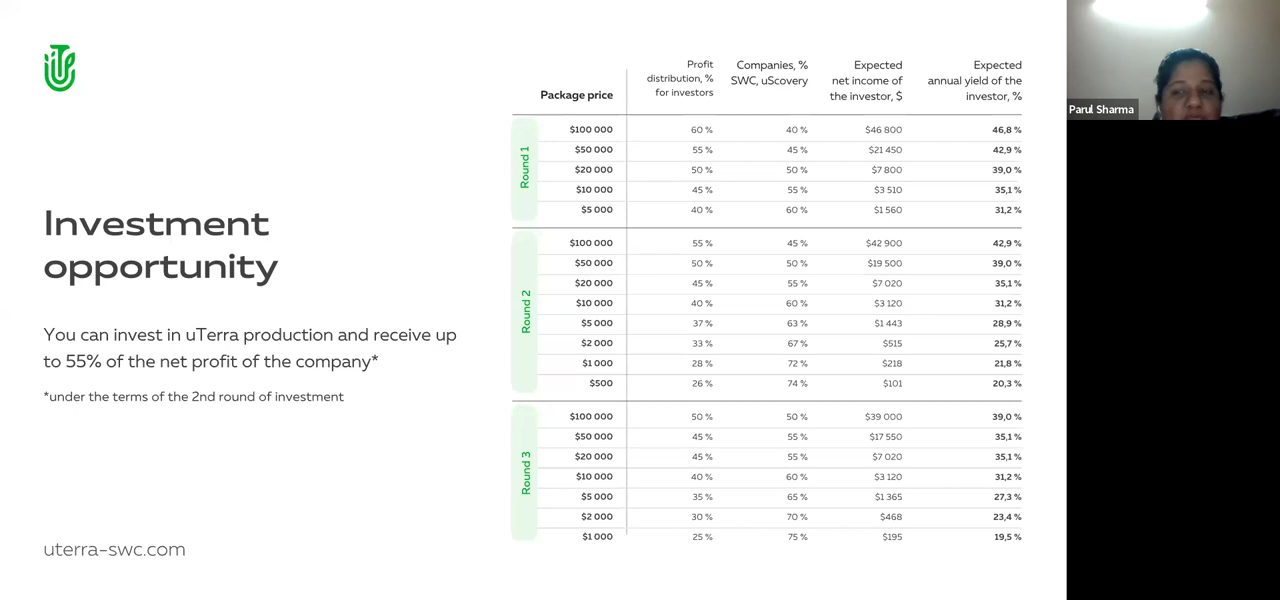 Investment
opportunity
You can invest in uTerra production and receive up
to 55% of the net profit of the company*
*under the terms of the 2nd round of investment
uterra-swc.com
Package price
Profit
distribution, %
for investors
Companies, %
SWC, uScovery
Expected
net income of
the investor, $
Expected
annual yield of the
investor, %
Round 1
$100 000 60 % 40 % $46 800 46,8 %
$50 000 55 % 45 % $21 450 42,9 %
$20 000 50 % 50 % $7 800 39,0 %
$10 000 45 % 55 % $3 510 35,1 %
$5 000 40 % 60 % $1 560 31,2 %
Round 2
$100 000 55 % 45 % $42 900 42,9 %
$50 000 50 % 50 % $19 500 39,0 %
$20 000 45 % 55 % $7 020 35,1 %
$10 000 40 % 60 % $3 120 31,2 %
$5 000 37 % 63 % $1 443 28,9 %
$2 000 33 % 67 % $515 25,7 %
$1 000 28 % 72 % $218 21,8 %
$500 26 % 74 % $101 20,3 %
Round 3
$100 000 50 % 50 % $39 000 39,0 %
$50 000 45 % 55 % $17 550 35,1 %
$20 000 45 % 55 % $7 020 35,1 %
$10 000 40 % 60 % $3 120 31,2 %
$5 000 35 % 65 % $1 365 27,3 %
$2 000 30 % 70 % $468 23,4 %
$1 000 25 % 75 % $195 19,5 %
Parul Sharma